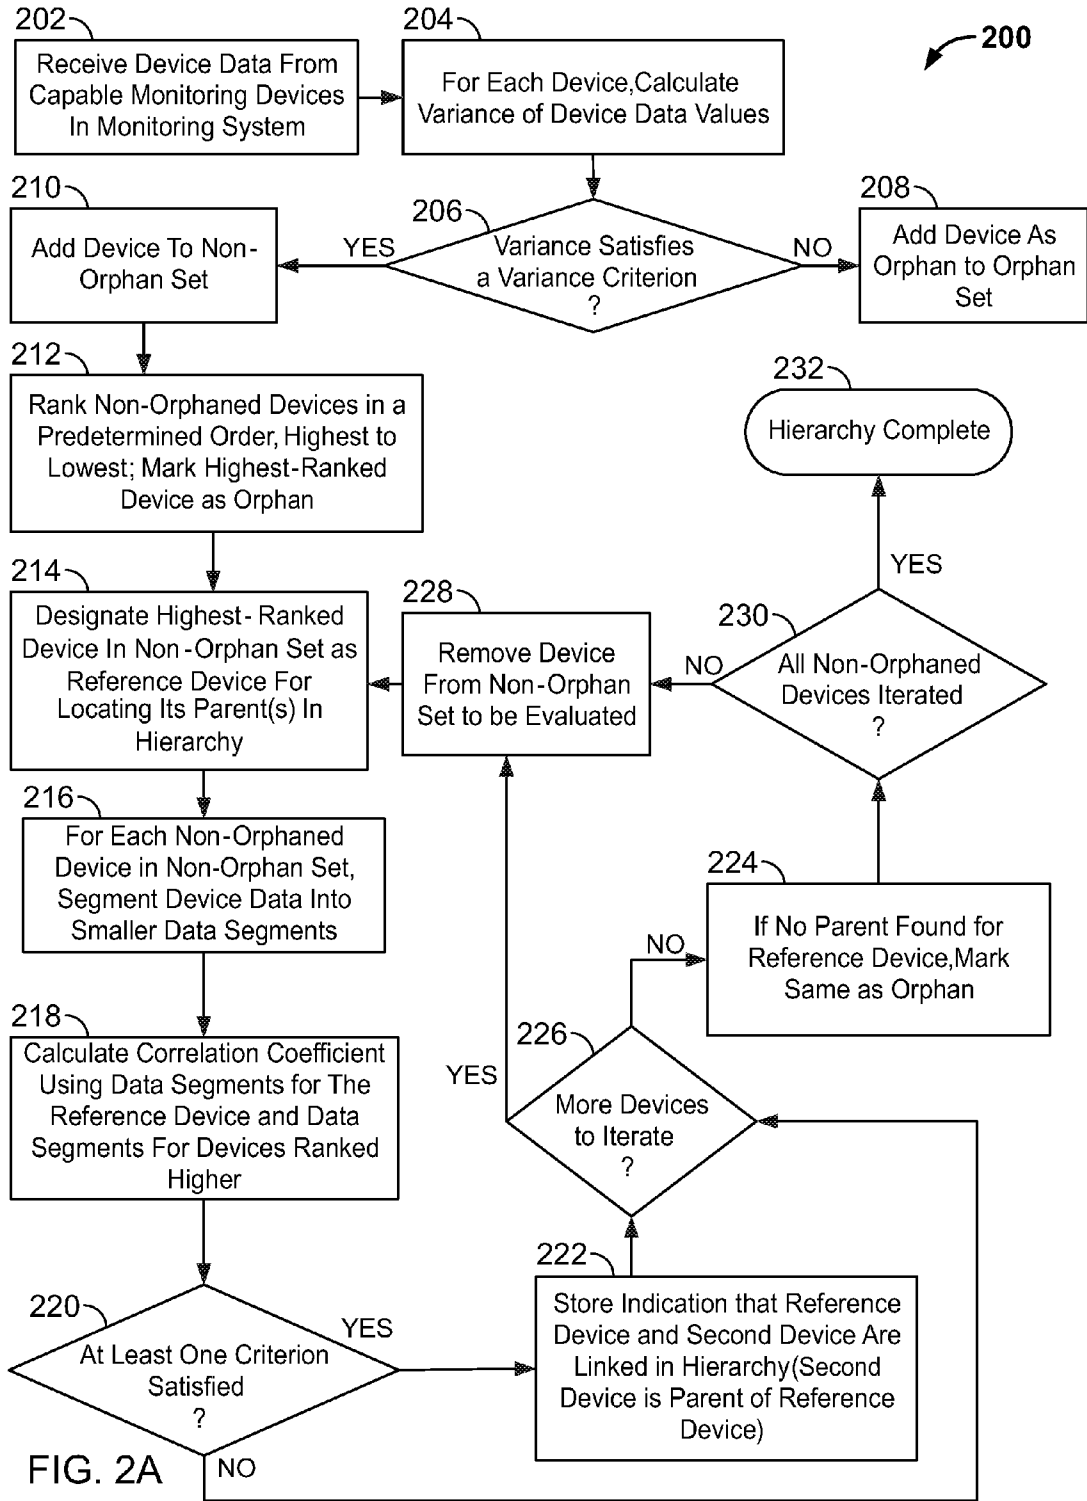 202
Receive Device Data From
Capable Monitoring Devices
In Monitoring System
204
For Each Device,Calculate
Variance of Device Data Values
200
206
Variance Satisfies
a Variance Criterion
?
YES
NO
210
Add Device To Non-
Orphan Set
208
Add Device As
Orphan to Orphan
Set
212
Rank Non-Orphaned Devices in a
Predetermined Order, Highest to
Lowest; Mark Highest-Ranked
Device as Orphan
232
Hierarchy Complete
YES
214
Designate Highest-Ranked
Device In Non-Orphan Set as
Reference Device For
Locating Its Parent(s) In
Hierarchy
228
Remove Device
From Non-Orphan
Set to be Evaluated
NO
230
All Non-Orphaned
Devices Iterated
?
216
For Each Non-Orphaned
Device in Non-Orphan Set,
Segment Device Data Into
Smaller Data Segments
224
If No Parent Found for
Reference Device,Mark
Same as Orphan
NO
218
Calculate Correlation Coefficient
Using Data Segments for The
Reference Device and Data
Segments For Devices Ranked
Higher
226
YES
More Devices
to Iterate
?
220
At Least One Criterion
Satisfied
?
YES
NO
222
Store Indication that Reference
Device and Second Device Are
Linked in Hierarchy(Second
Device is Parent of Reference
Device)
FIG. 2A